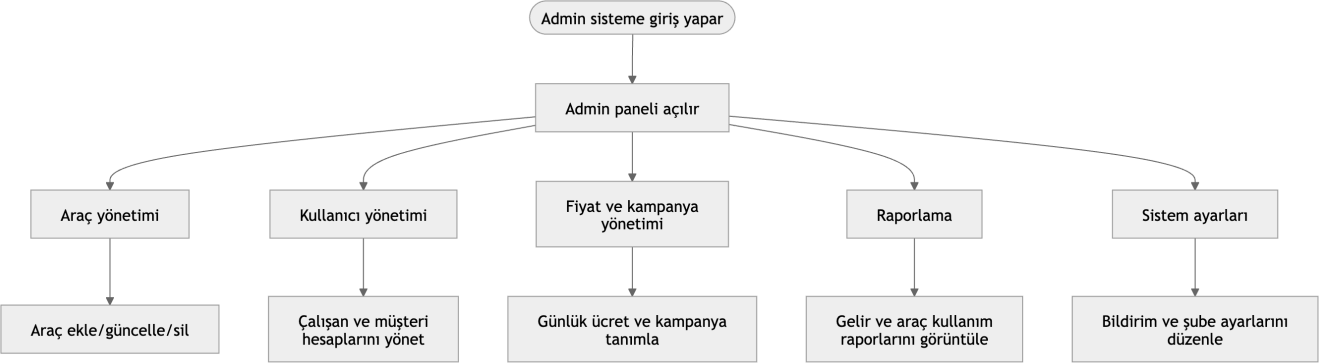 Admin sisteme giriş yapar
Admin paneli açılır
Araç yönetimi
Kullanıcı yönetimi
Fiyat ve kampanya
yönetimi
Raporlama
Sistem ayarları
Araç ekle/güncelle/sil
Çalışan ve müşteri
hesaplarını yönet
Günlük ücret ve kampanya
tanımla
Gelir ve araç kullanım
raporlarını görüntüle
Bildirim ve şube ayarlarını
düzenle